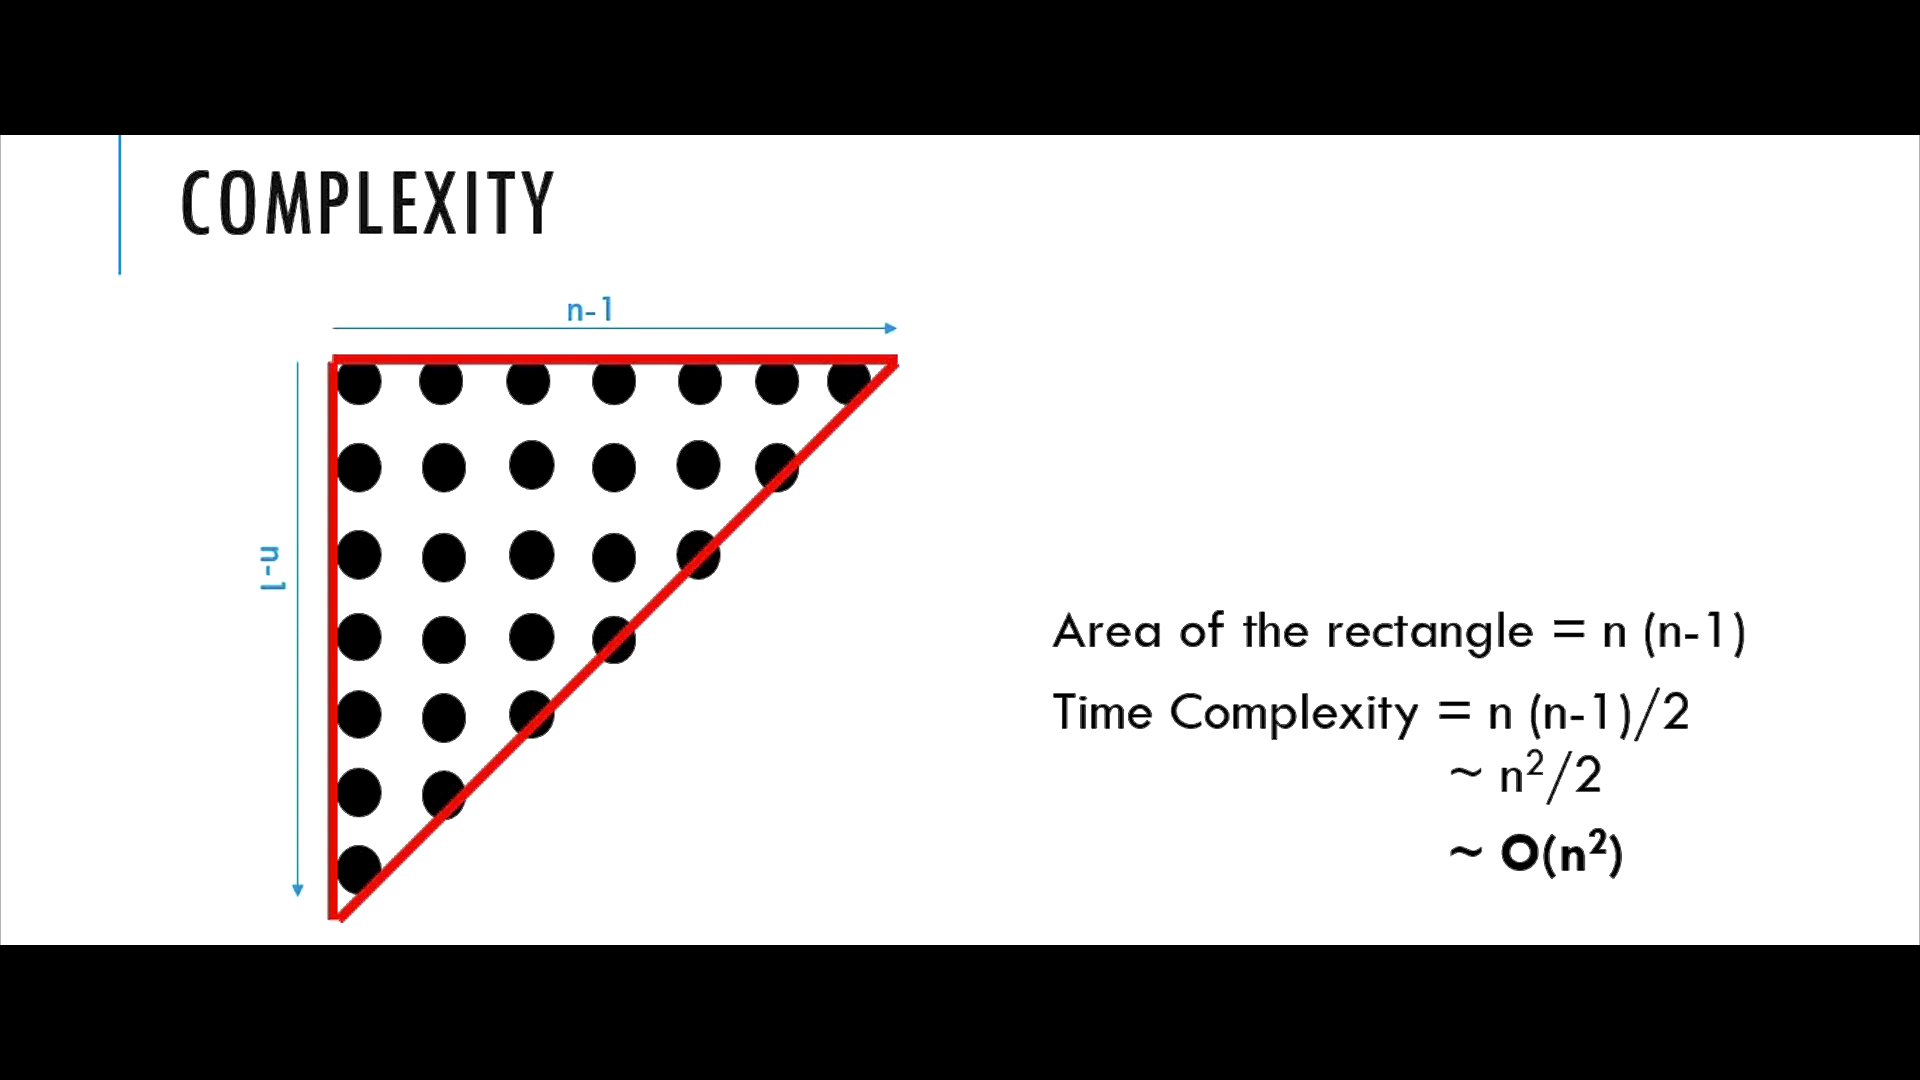 COMPLEXITY
n-1
n-1
Area of the rectangle = n (n-1)
Time Complexity = n (n-1)/2
~ n²/2
~ O(n²)